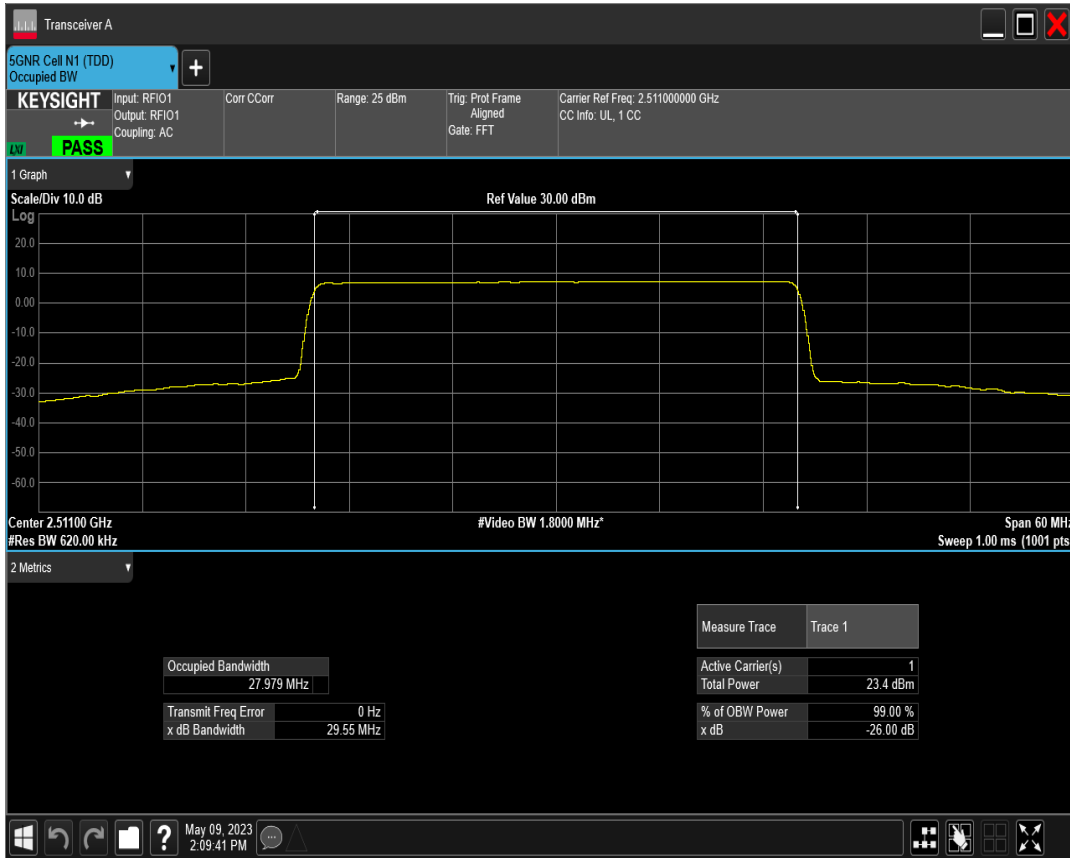 Transceiver A
5GNR Cell N1 (TDD)
Occupied BW
KEYSIGHT
LXI
PASS
Input: RFIO1
Output: RFIO1
Coupling: AC
Corr CCorr
Range: 25 dBm
Trig: Prot Frame
Aligned
Gate: FFT
Carrier Ref Freq: 2.511000000 GHz
CC Info: UL, 1 CC
1 Graph
Scale/Div 10.0 dB
Ref Value 30.00 dBm
Log
20.0
10.0
0.00
-10.0
-20.0
-30.0
-40.0
-50.0
-60.0
Center 2.51100 GHz
#Video BW 1.8000 MHz*
Span 60 MHz
#Res BW 620.00 kHz
Sweep 1.00 ms (1001 pts
2 Metrics
Measure Trace Trace 1
Occupied Bandwidth
27.979 MHz
Active Carrier(s) 1
Total Power 23.4 dBm
Transmit Freq Error 0 Hz
x dB Bandwidth 29.55 MHz
% of OBW Power 99.00 %
x dB -26.00 dB
?
May 09, 2023
2:09:41 PM